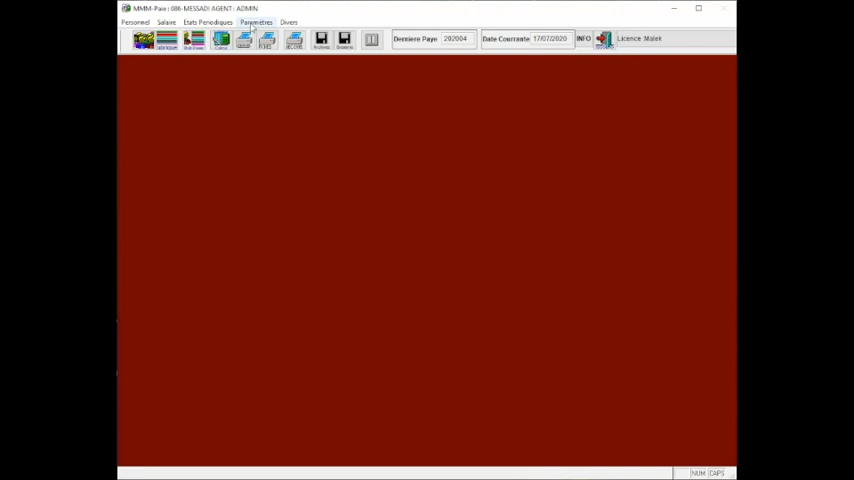 MMM-Paie : 086-MESSADI AGENT : ADMIN
Personnel Salaire Etats Periodiques Paramètres Divers
Derniere Paye 202004 Date Courrante 17/07/2020 INFO Licence :Malek
NUM CAPS